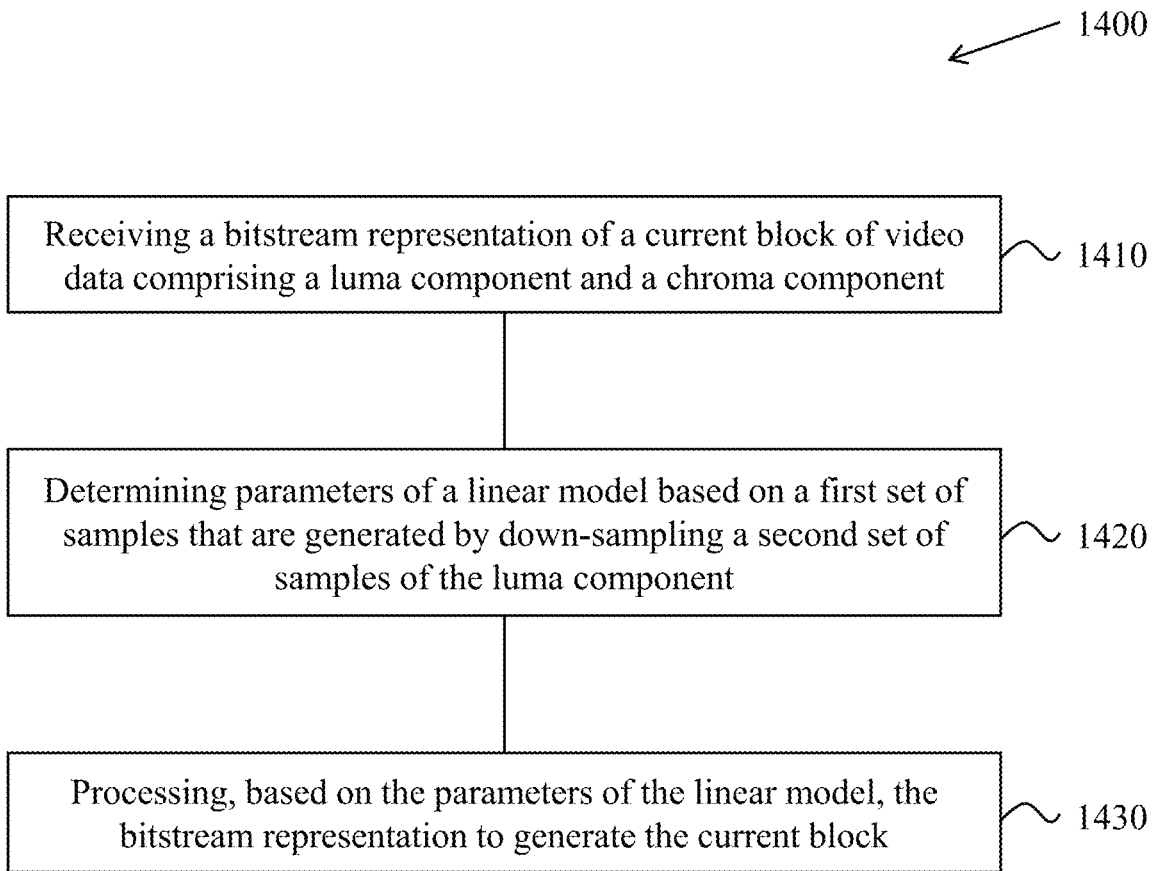 1400
Receiving a bitstream representation of a current block of video
data comprising a luma component and a chroma component
1410
Determining parameters of a linear model based on a first set of
samples that are generated by down-sampling a second set of
samples of the luma component
1420
Processing, based on the parameters of the linear model, the
bitstream representation to generate the current block
1430